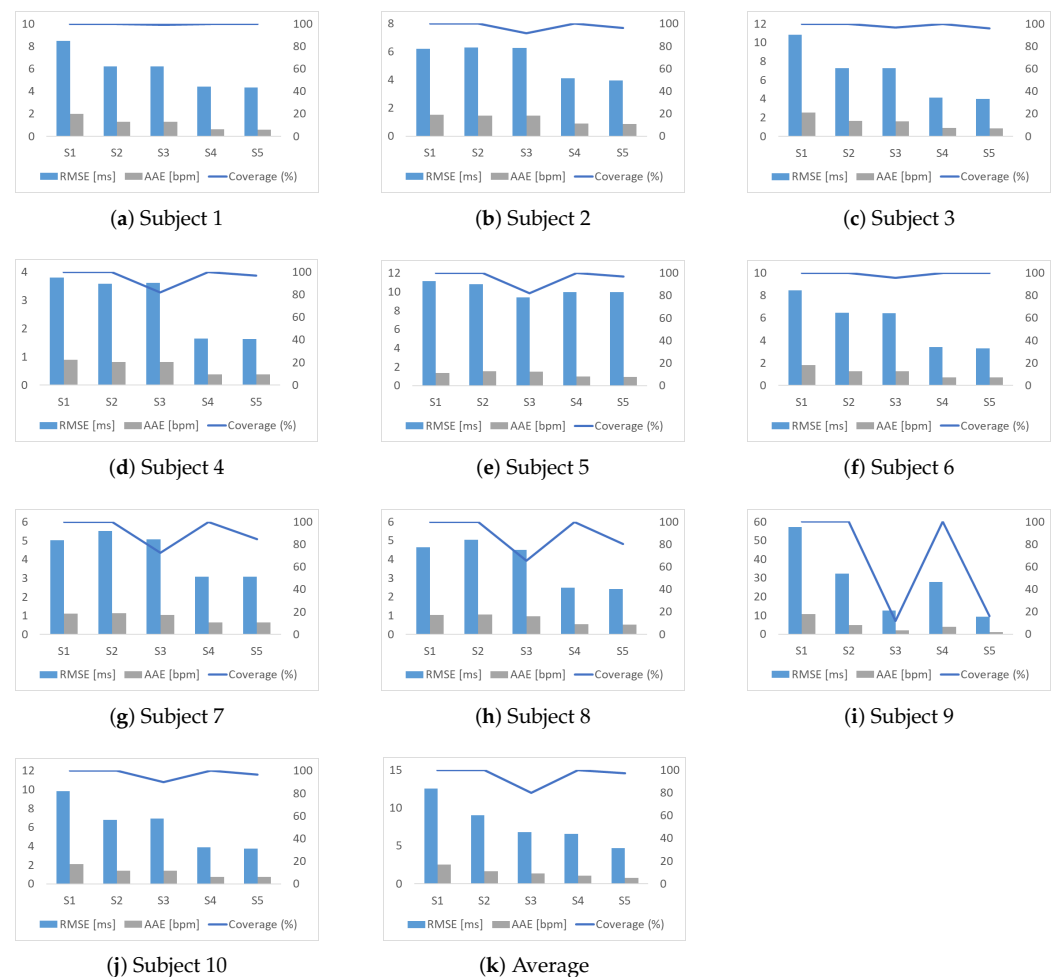 10 100
8 80
6 60
4 40
2 20
0 0
S1 S2 S3 S4 S5
RMSE [ms] AAE [bpm] Coverage (%)
(a) Subject 1
8 100
6 80
4 60
2 40
0 20
0
S1 S2 S3 S4 S5
RMSE [ms] AAE [bpm] Coverage (%)
(b) Subject 2
12 100
10 80
8 60
6 40
4 20
2 0
0
S1 S2 S3 S4 S5
RMSE [ms] AAE [bpm] Coverage (%)
(c) Subject 3
4 100
3 80
2 60
1 40
0 20
0
S1 S2 S3 S4 S5
RMSE [ms] AAE [bpm] Coverage (%)
(d) Subject 4
12 100
10 80
8 60
6 40
4 20
2 0
0
S1 S2 S3 S4 S5
RMSE [ms] AAE [bpm] Coverage (%)
(e) Subject 5
10 100
8 80
6 60
4 40
2 20
0 0
S1 S2 S3 S4 S5
RMSE [ms] AAE [bpm] Coverage (%)
(f) Subject 6
6 100
5 80
4 60
3 40
2 20
1 0
0
S1 S2 S3 S4 S5
RMSE [ms] AAE [bpm] Coverage (%)
(g) Subject 7
6 100
5 80
4 60
3 40
2 20
1 0
0
S1 S2 S3 S4 S5
RMSE [ms] AAE [bpm] Coverage (%)
(h) Subject 8
60 100
50 80
40 60
30 40
20 20
10 0
0
S1 S2 S3 S4 S5
RMSE [ms] AAE [bpm] Coverage (%)
(i) Subject 9
12 100
10 80
8 60
6 40
4 20
2 0
0
S1 S2 S3 S4 S5
RMSE [ms] AAE [bpm] Coverage (%)
(j) Subject 10
15 100
10 80
5 60
0 40
20
0
S1 S2 S3 S4 S5
RMSE [ms] AAE [bpm] Coverage (%)
(k) Average